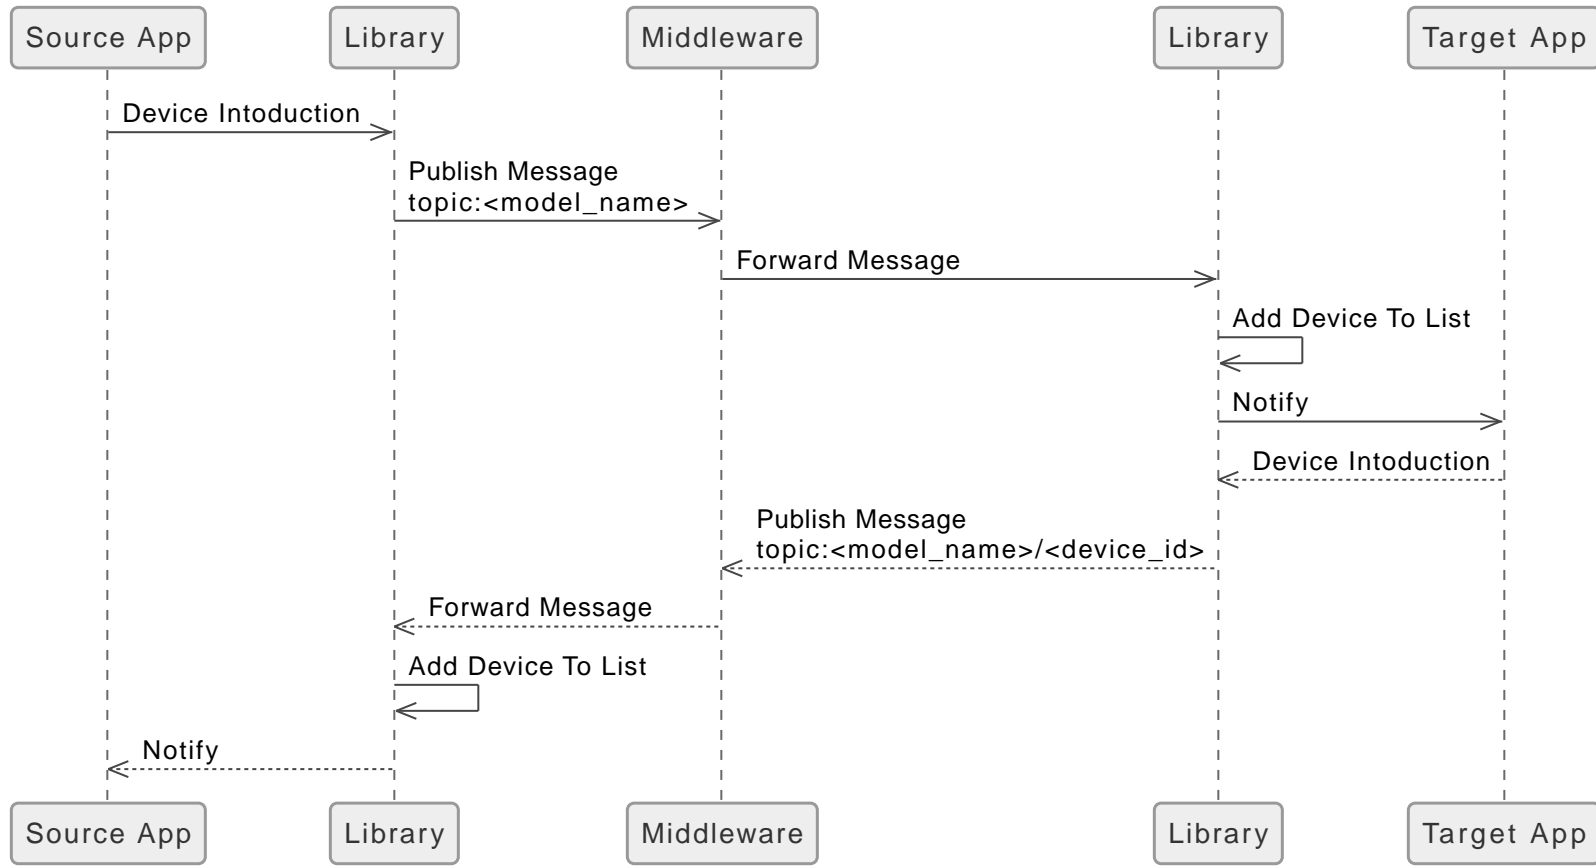 Source App
Library
Middleware
Library
Target App
Device Intoduction
Publish Message
topic:<model_name>
Forward Message
Add Device To List
Notify
Device Intoduction
Publish Message
topic:<model_name>/<device_id>
Forward Message
Add Device To List
Notify
Source App
Library
Middleware
Library
Target App